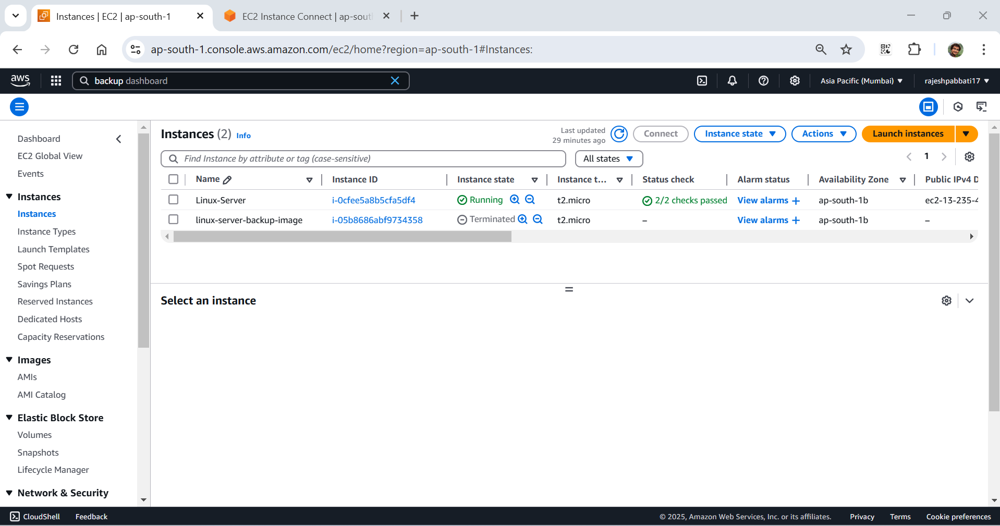 Instances | EC2 | ap-south-1
EC2 Instance Connect | ap-sout
ap-south-1.console.aws.amazon.com/ec2/home?region=ap-south-1#Instances:
aws
backup dashboard
Asia Pacific (Mumbai)
rajeshpabbati17
Dashboard
EC2 Global View
Events
Instances
Instances
Instance Types
Launch Templates
Spot Requests
Savings Plans
Reserved Instances
Dedicated Hosts
Capacity Reservations
Images
AMIs
AMI Catalog
Elastic Block Store
Volumes
Snapshots
Lifecycle Manager
Network & Security
Instances (2) Info
Last updated
29 minutes ago
Connect
Instance state
Actions
Launch instances
Find Instance by attribute or tag (case-sensitive)
All states
1
Name Instance ID Instance state Instance t... Status check Alarm status Availability Zone Public IPv4 D
Linux-Server i-0cfee5a8b5cfa5df4 Running t2.micro 2/2 checks passed View alarms + ap-south-1b ec2-13-235-4
linux-server-backup-image i-05b8686abf9734358 Terminated t2.micro – View alarms + ap-south-1b –
Select an instance
CloudShell Feedback
© 2025, Amazon Web Services, Inc. or its affiliates. Privacy Terms Cookie preferences